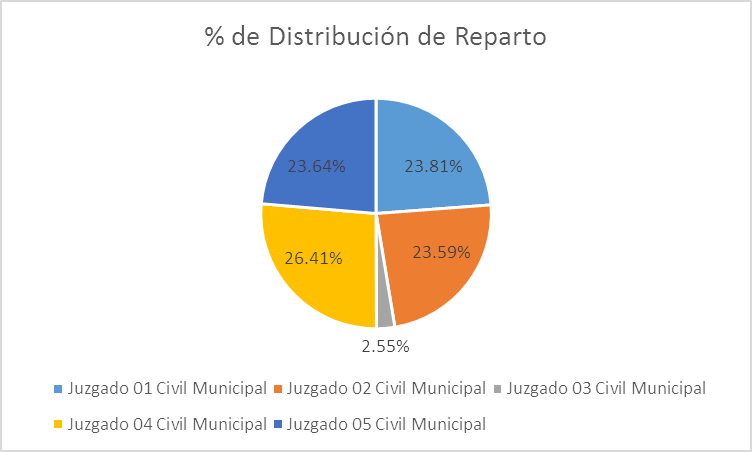 % de Distribución de Reparto
23.64%
23.81%
26.41%
23.59%
2.55%
Juzgado 01 Civil Municipal
Juzgado 02 Civil Municipal
Juzgado 03 Civil Municipal
Juzgado 04 Civil Municipal
Juzgado 05 Civil Municipal